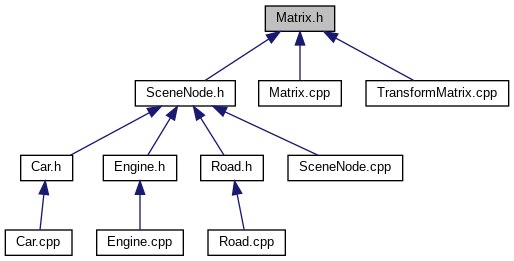 Matrix.h
SceneNode.h
Matrix.cpp
TransformMatrix.cpp
Car.h
Engine.h
Road.h
SceneNode.cpp
Car.cpp
Engine.cpp
Road.cpp